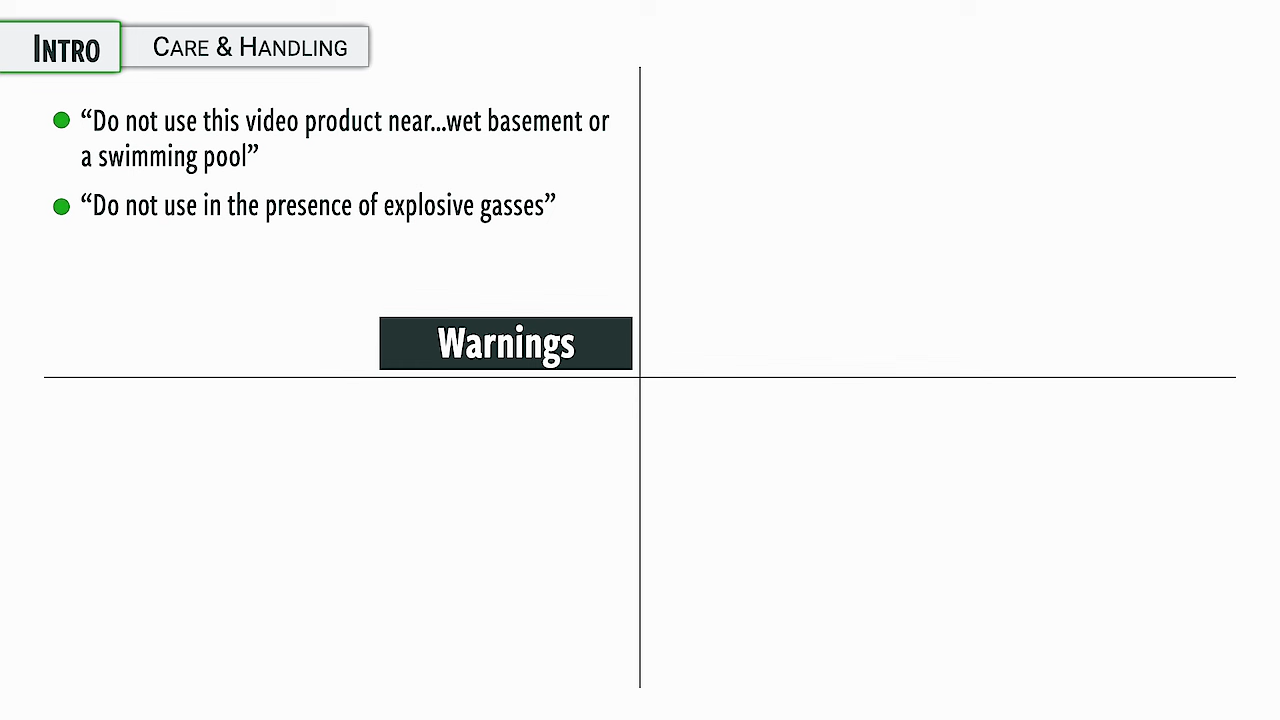 INTRO
CARE & HANDLING
“Do not use this video product near...wet basement or
a swimming pool”
“Do not use in the presence of explosive gasses”
Warnings